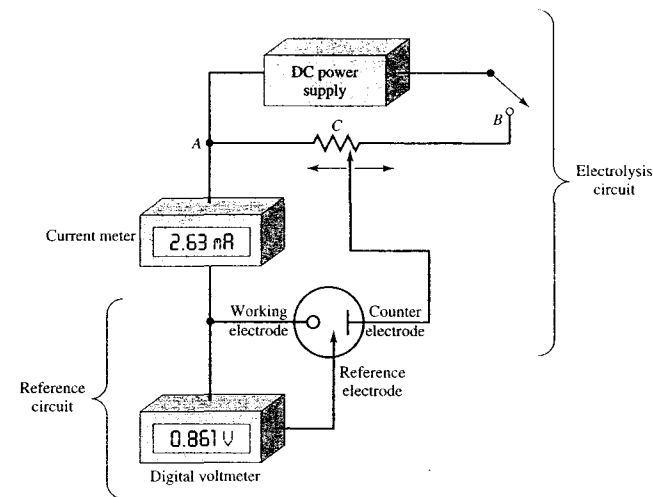 DC power
supply
C
B
A
Electrolysis
circuit
Current meter
2.63 mA
Working
electrode
Counter
electrode
Reference
electrode
Reference
circuit
0.861 V
Digital voltmeter